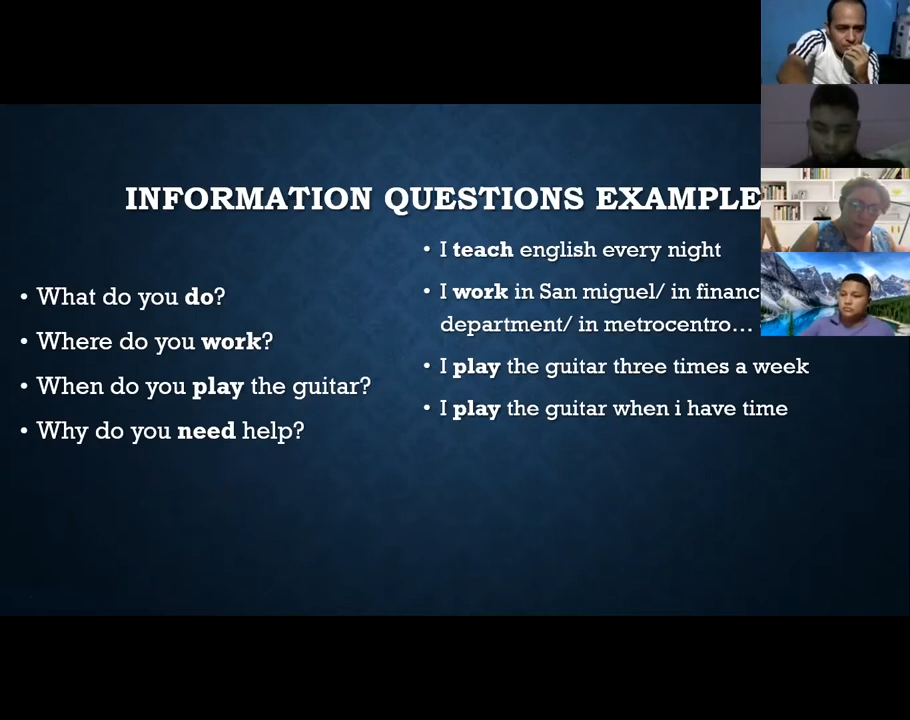 INFORMATION QUESTIONS EXAMPLE
What do you do?
Where do you work?
When do you play the guitar?
Why do you need help?
I teach english every night
I work in San miguel/ in financ
department/ in metrocentro...
I play the guitar three times a week
I play the guitar when i have time